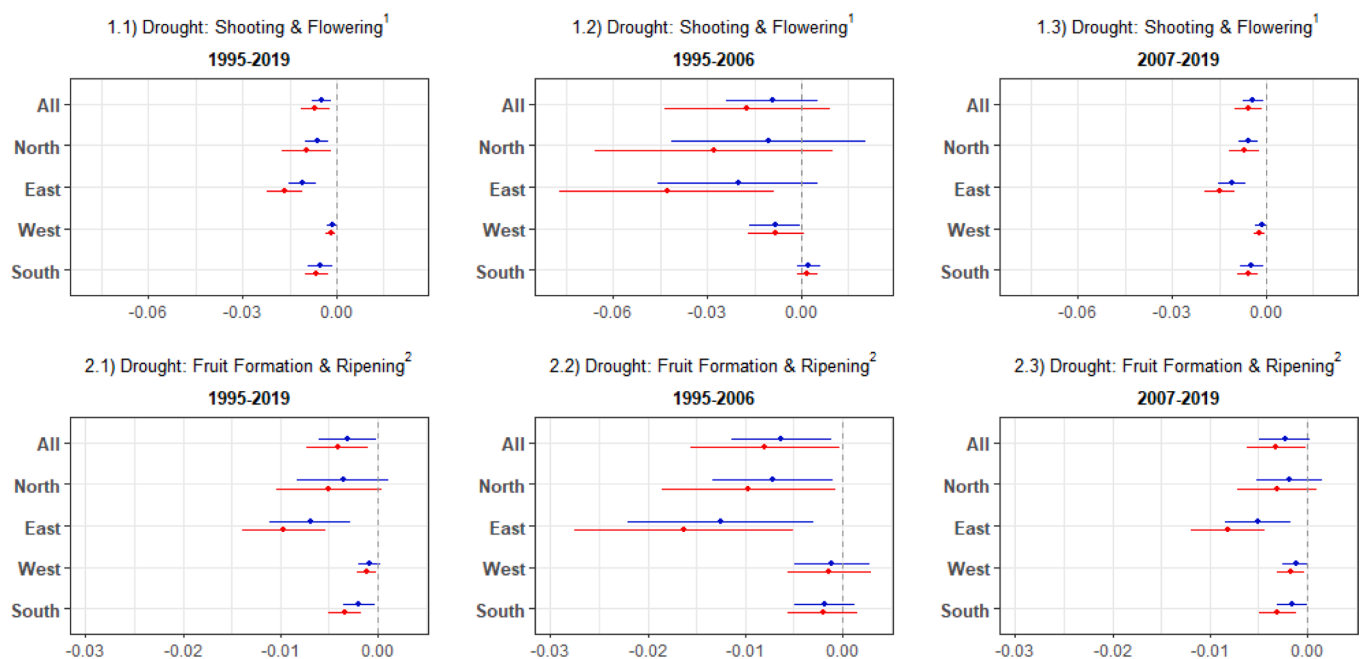 1.1) Drought: Shooting & Flowering¹
1995-2019
All
North
East
West
South
-0.06 -0.03 0.00
1.2) Drought: Shooting & Flowering¹
1995-2006
All
North
East
West
South
-0.06 -0.03 0.00
1.3) Drought: Shooting & Flowering¹
2007-2019
All
North
East
West
South
-0.06 -0.03 0.00
2.1) Drought: Fruit Formation & Ripening²
1995-2019
All
North
East
West
South
-0.03 -0.02 -0.01 0.00
2.2) Drought: Fruit Formation & Ripening²
1995-2006
All
North
East
West
South
-0.03 -0.02 -0.01 0.00
2.3) Drought: Fruit Formation & Ripening²
2007-2019
All
North
East
West
South
-0.03 -0.02 -0.01 0.00